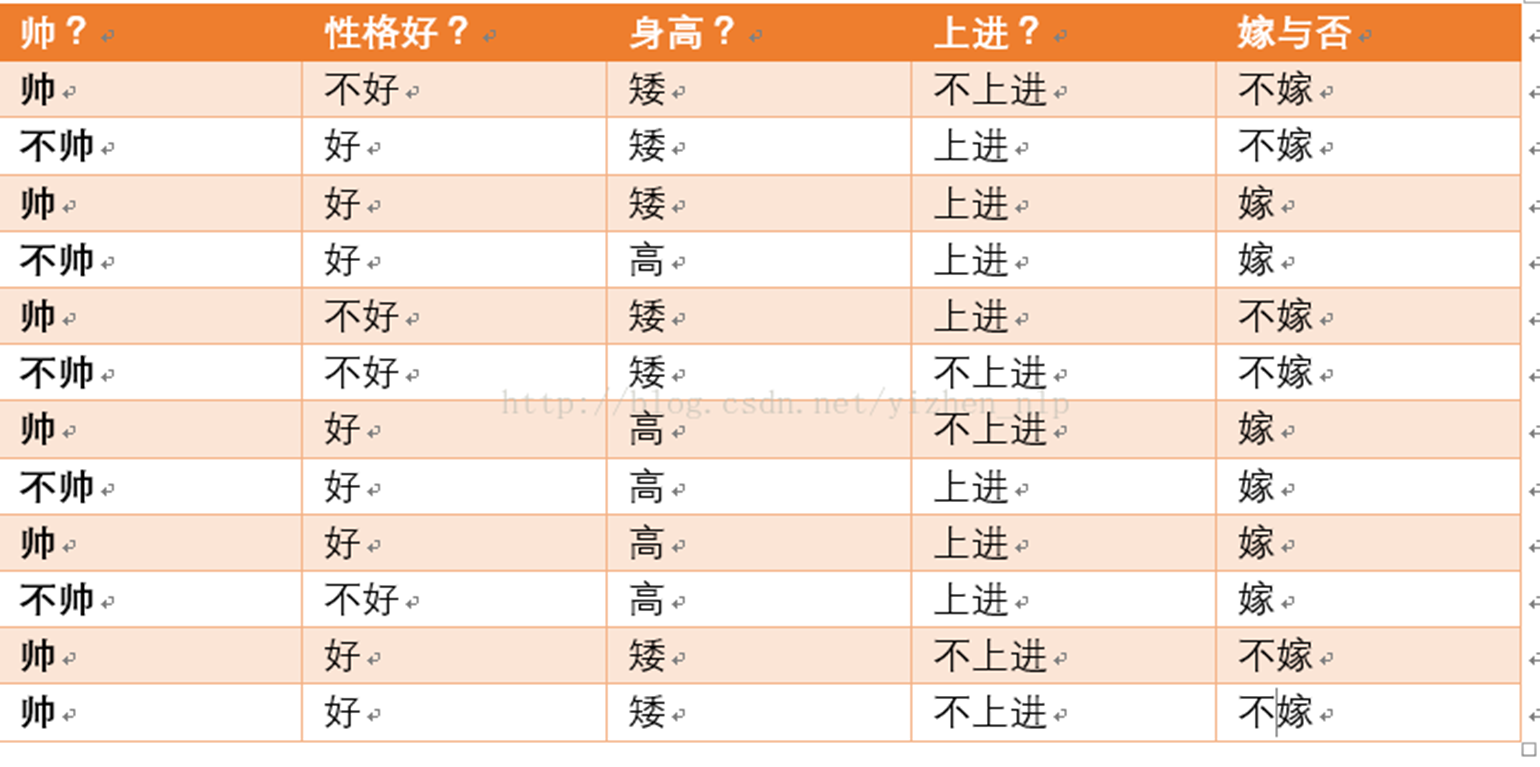 帅？ 性格好？ 身高？ 上进？ 嫁与否
帅 不好 矮 不上进 不嫁
不帅 好 矮 上进 不嫁
帅 好 矮 上进 嫁
不帅 好 高 上进 嫁
帅 不好 矮 上进 不嫁
不帅 不好 矮 不上进 不嫁
http://blog.csdn.net/yizhen_nlp
帅 好 高 不上进 嫁
不帅 好 高 上进 嫁
帅 好 高 上进 嫁
不帅 不好 高 上进 嫁
帅 好 矮 不上进 不嫁
帅 好 矮 不上进 不嫁